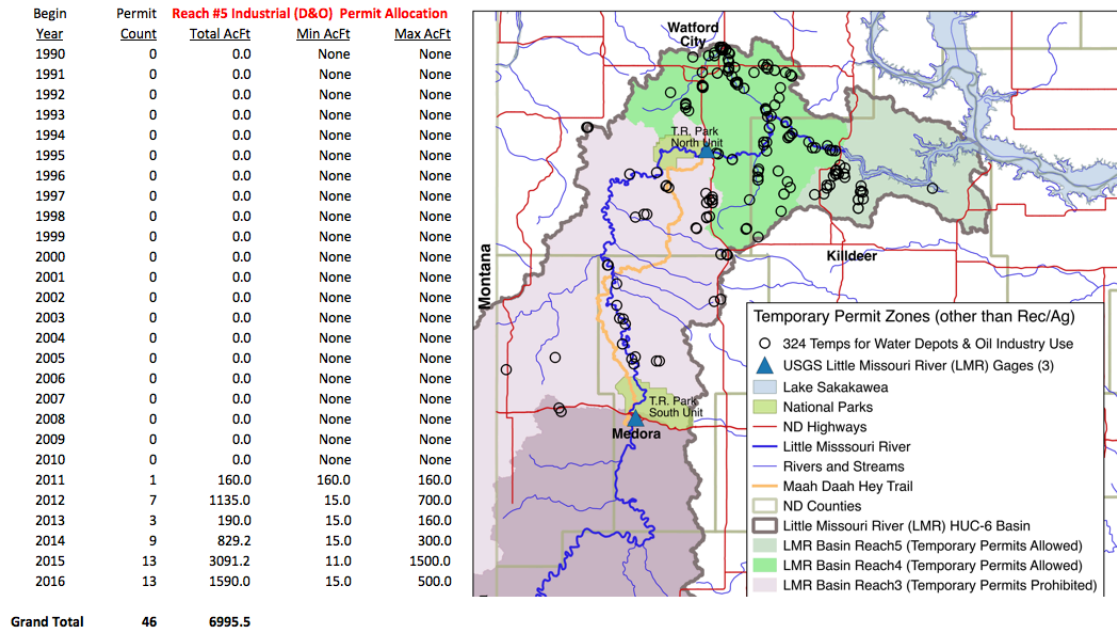 Begin Permit Reach #5 Industrial (D&O) Permit Allocation
Year Count Total AcFt Min AcFt Max AcFt
1990 0 0.0 None None
1991 0 0.0 None None
1992 0 0.0 None None
1993 0 0.0 None None
1994 0 0.0 None None
1995 0 0.0 None None
1996 0 0.0 None None
1997 0 0.0 None None
1998 0 0.0 None None
1999 0 0.0 None None
2000 0 0.0 None None
2001 0 0.0 None None
2002 0 0.0 None None
2003 0 0.0 None None
2004 0 0.0 None None
2005 0 0.0 None None
2006 0 0.0 None None
2007 0 0.0 None None
2008 0 0.0 None None
2009 0 0.0 None None
2010 0 0.0 None None
2011 1 160.0 160.0 160.0
2012 7 1135.0 15.0 700.0
2013 3 190.0 15.0 160.0
2014 9 829.2 15.0 300.0
2015 13 3091.2 11.0 1500.0
2016 13 1590.0 15.0 500.0
Grand Total 46 6995.5
Watford
City
T.R. Park
North Unit
Montana
Killdeer
T.R. Park
South Unit
Medora
Temporary Permit Zones (other than Rec/Ag)
324 Temps for Water Depots & Oil Industry Use
USGS Little Missouri River (LMR) Gages (3)
Lake Sakakawea
National Parks
ND Highways
Little Misssouri River
Rivers and Streams
Maah Daah Hey Trail
ND Counties
Little Missouri River (LMR) HUC-6 Basin
LMR Basin Reach5 (Temporary Permits Allowed)
LMR Basin Reach4 (Temporary Permits Allowed)
LMR Basin Reach3 (Temporary Permits Prohibited)